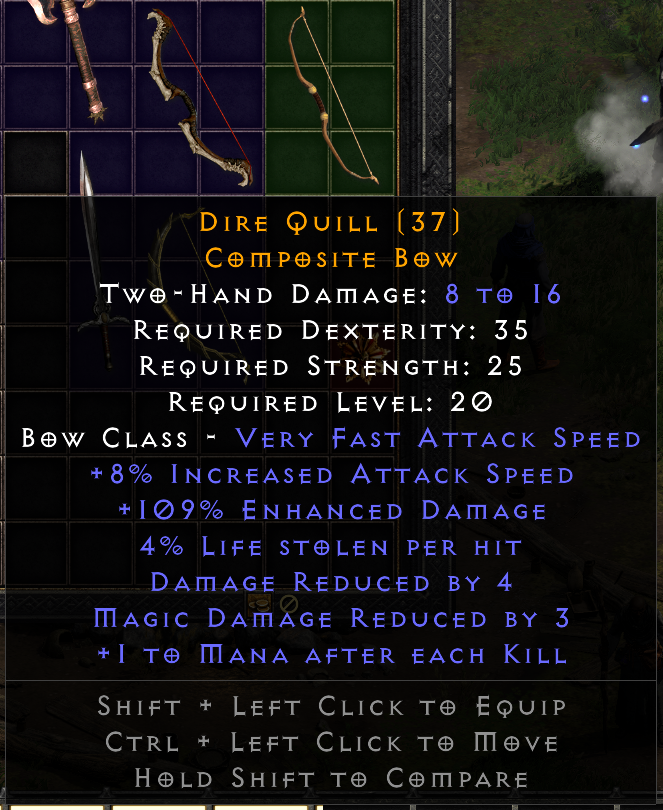 Dire Quill (37)
Composite Bow
Two-Hand Damage: 8 to 16
Required Dexterity: 35
Required Strength: 25
Required Level: 20
Bow Class - Very Fast Attack Speed
+8% Increased Attack Speed
+109% Enhanced Damage
4% Life stolen per hit
Damage Reduced by 4
Magic Damage Reduced by 3
+1 to Mana after each Kill
Shift + Left Click to Equip
Ctrl + Left Click to Move
Hold Shift to Compare